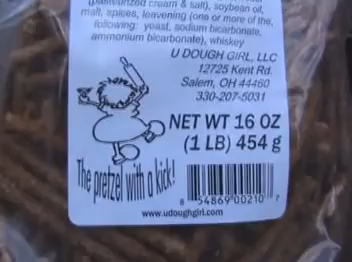 (pasteurized cream & salt), soybean oil,
malt, spices, leavening (one or more of the
following: yeast, sodium bicarbonate,
ammonium bicarbonate), whiskey
U DOUGH GIRL, LLC
12725 Kent Rd.
Salem, OH 44460
330-207-5031
NET WT 16 OZ
(1 LB) 454 g
The pretzel with a kick!
8 54869 00210 7
www.udoughgirl.com